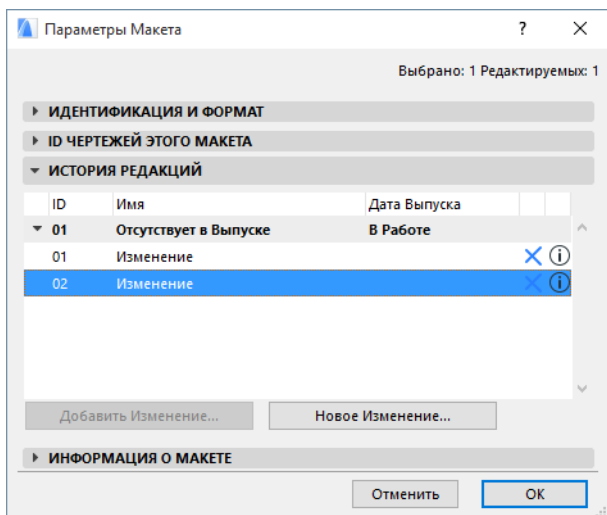 Параметры Макета ?
Выбрано: 1 Редактируемых: 1
ИДЕНТИФИКАЦИЯ И ФОРМАТ
ID ЧЕРТЕЖЕЙ ЭТОГО МАКЕТА
ИСТОРИЯ РЕДАКЦИЙ
ID Имя Дата Выпуска
01 Отсутствует в Выпуске В Работе
01 Изменение
02 Изменение
Добавить Изменение... Новое Изменение...
ИНФОРМАЦИЯ О МАКЕТЕ
Отменить OK